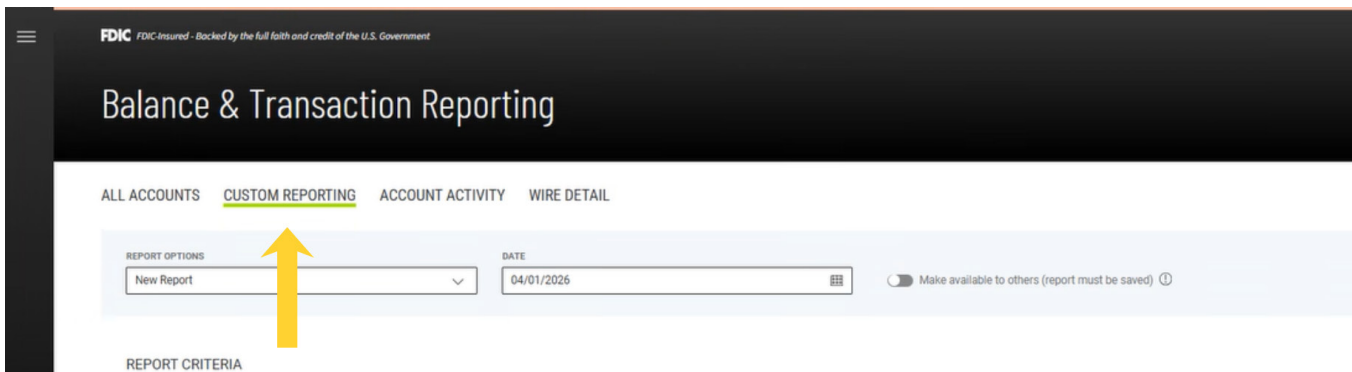 FDIC FDIC-Insured - Backed by the full faith and credit of the U.S. Government
Balance & Transaction Reporting
ALL ACCOUNTS CUSTOM REPORTING ACCOUNT ACTIVITY WIRE DETAIL
REPORT OPTIONS DATE
New Report 04/01/2026 Make available to others (report must be saved)
REPORT CRITERIA